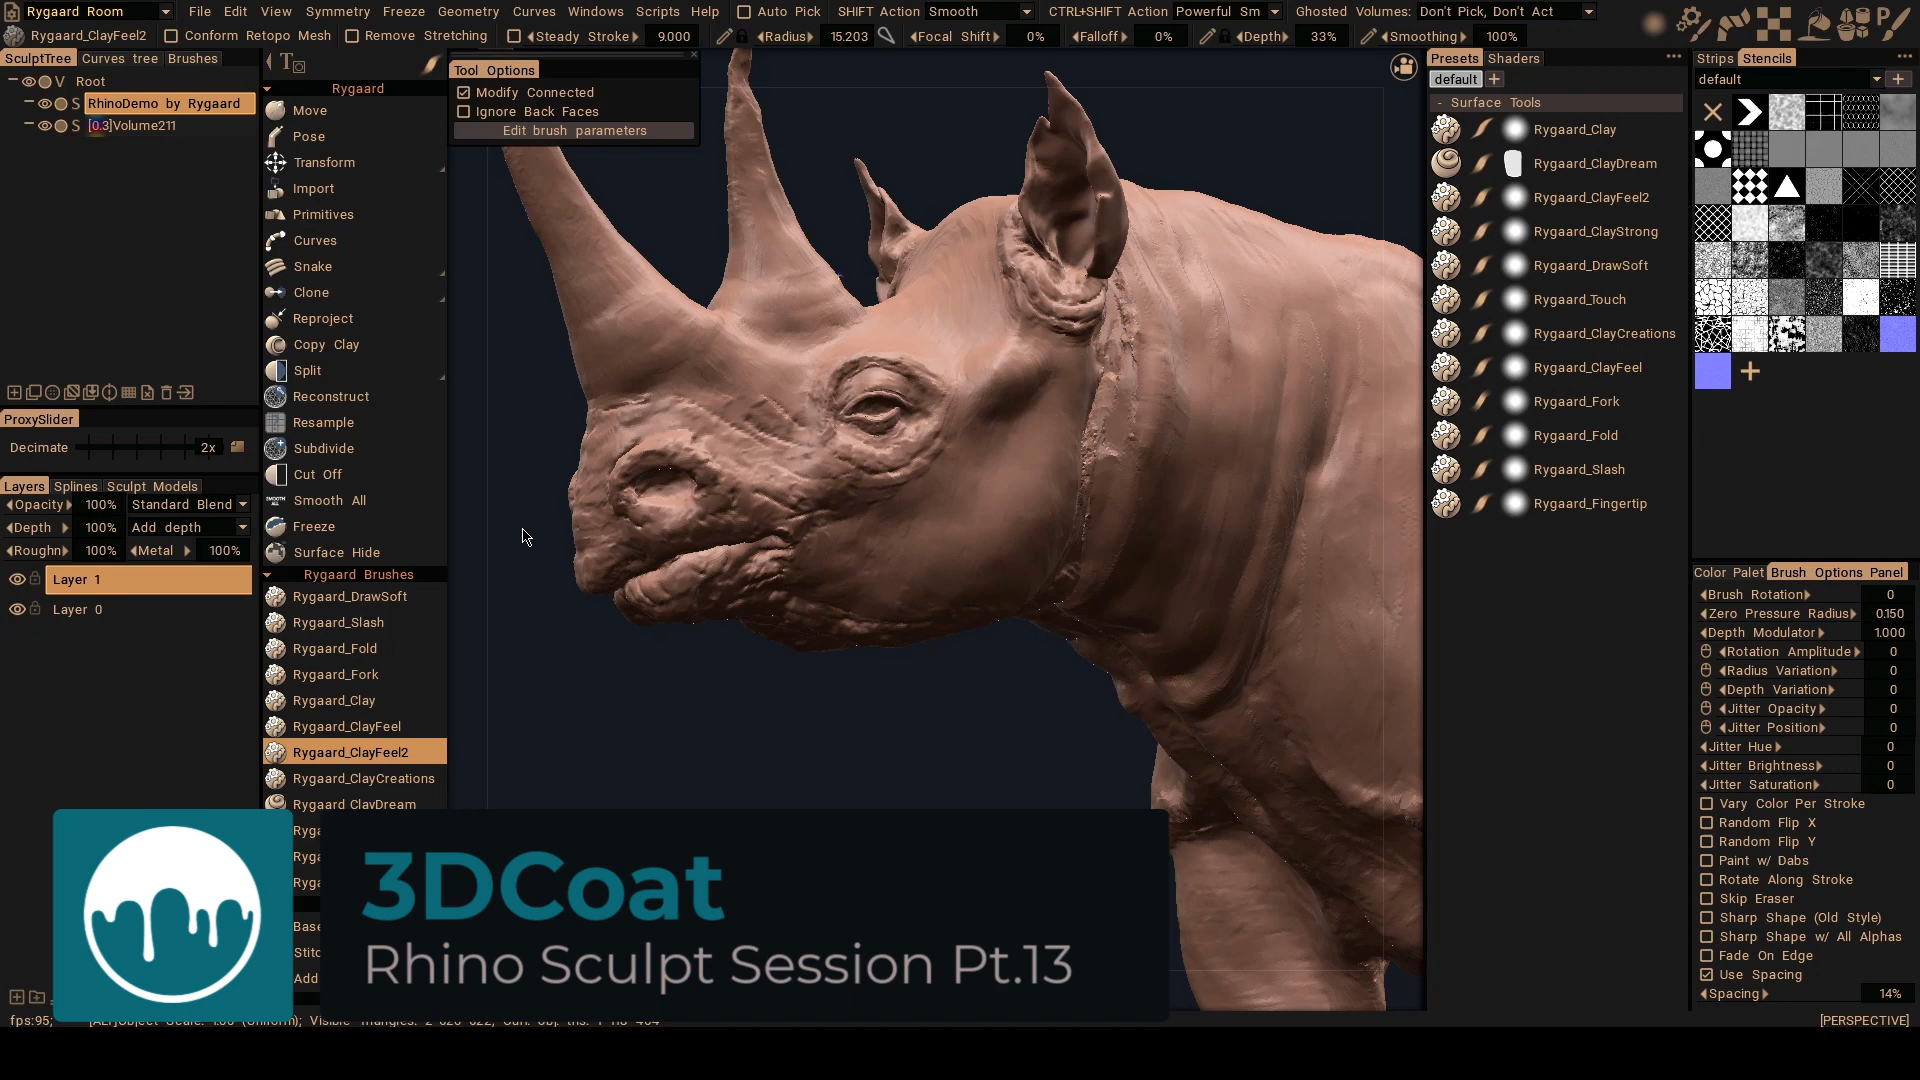 Rygaard Room File Edit View Symmetry Freeze Geometry Curves Windows Scripts Help Auto Pick SHIFT Action Smooth CTRL+SHIFT Action Powerful Sm Ghosted Volumes: Don't Pick, Don't Act
Rygaard_ClayFeel2 Conform Retopo Mesh Remove Stretching Steady Stroke 9.000 Radius 15.203 Focal Shift 0% Falloff 0% Depth 33% Smoothing 100%
SculptTree Curves tree Brushes
V Root
S RhinoDemo by Rygaard
S [0.3]Volume211
ProxySlider
Decimate 2x
Layers Splines Sculpt Models
Opacity 100% Standard Blend
Depth 100% Add depth
Roughn 100% Metal 100%
Layer 1
Layer 0
T
Rygaard
Move
Pose
Transform
Import
Primitives
Curves
Snake
Clone
Reproject
Copy Clay
Split
Reconstruct
Resample
Subdivide
Cut Off
Smooth All
Freeze
Surface Hide
Rygaard Brushes
Rygaard_DrawSoft
Rygaard_Slash
Rygaard_Fold
Rygaard_Fork
Rygaard_Clay
Rygaard_ClayFeel
Rygaard_ClayFeel2
Rygaard_ClayCreations
Rygaard_ClayDream
Ryga
Ryga
Ryga
Base
Stitc
Add
Tool Options
Modify Connected
Ignore Back Faces
Edit brush parameters
3DCoat
Rhino Sculpt Session Pt.13
Presets Shaders
default
- Surface Tools
Rygaard_Clay
Rygaard_ClayDream
Rygaard_ClayFeel2
Rygaard_ClayStrong
Rygaard_DrawSoft
Rygaard_Touch
Rygaard_ClayCreations
Rygaard_ClayFeel
Rygaard_Fork
Rygaard_Fold
Rygaard_Slash
Rygaard_Fingertip
Strips Stencils
default
Color Palet Brush Options Panel
Brush Rotation 0
Zero Pressure Radius 0.150
Depth Modulator 1.000
Rotation Amplitude 0
Radius Variation 0
Depth Variation 0
Jitter Opacity 0
Jitter Position 0
Jitter Hue 0
Jitter Brightness 0
Jitter Saturation 0
Vary Color Per Stroke
Random Flip X
Random Flip Y
Paint w/ Dabs
Rotate Along Stroke
Skip Eraser
Sharp Shape (Old Style)
Sharp Shape w/ All Alphas
Fade On Edge
Use Spacing
Spacing 14%
fps:95;
[PERSPECTIVE]